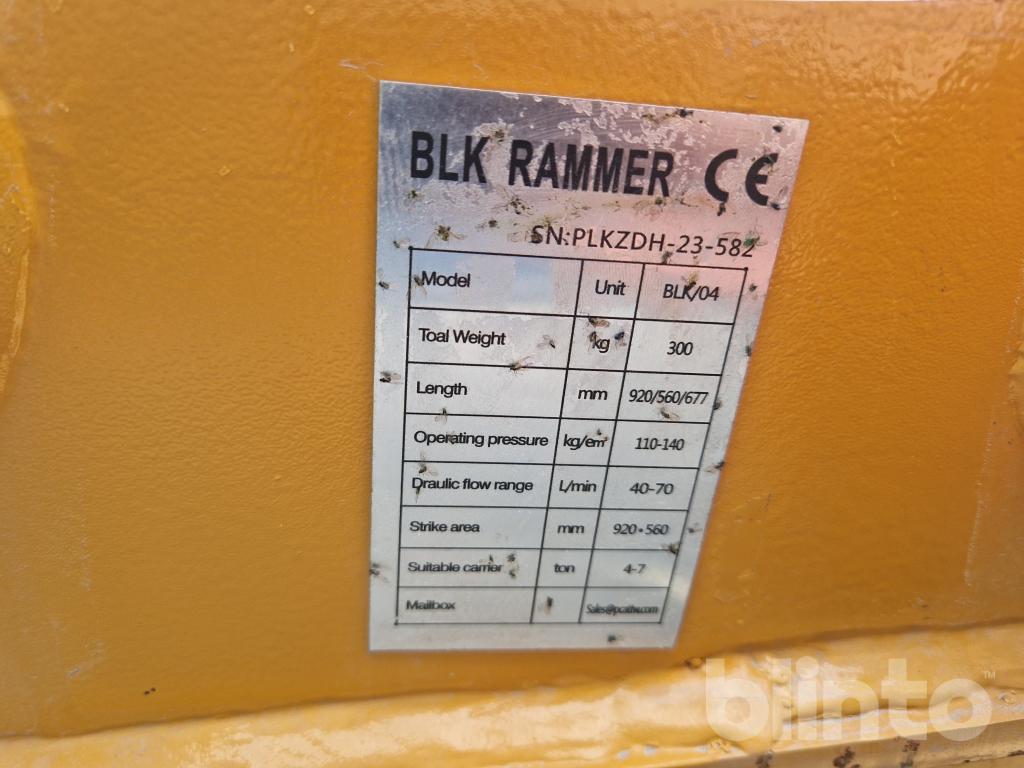 BLK RAMMER CE
SN:PLKZDH-23-582
Model Unit BLK/04
Toal Weight kg 300
Length mm 920/560/677
Operating pressure kg/em² 110-140
Draulic flow range L/min 40-70
Strike area mm 920*560
Suitable carrier ton 4-7
Mailbox
blinto™